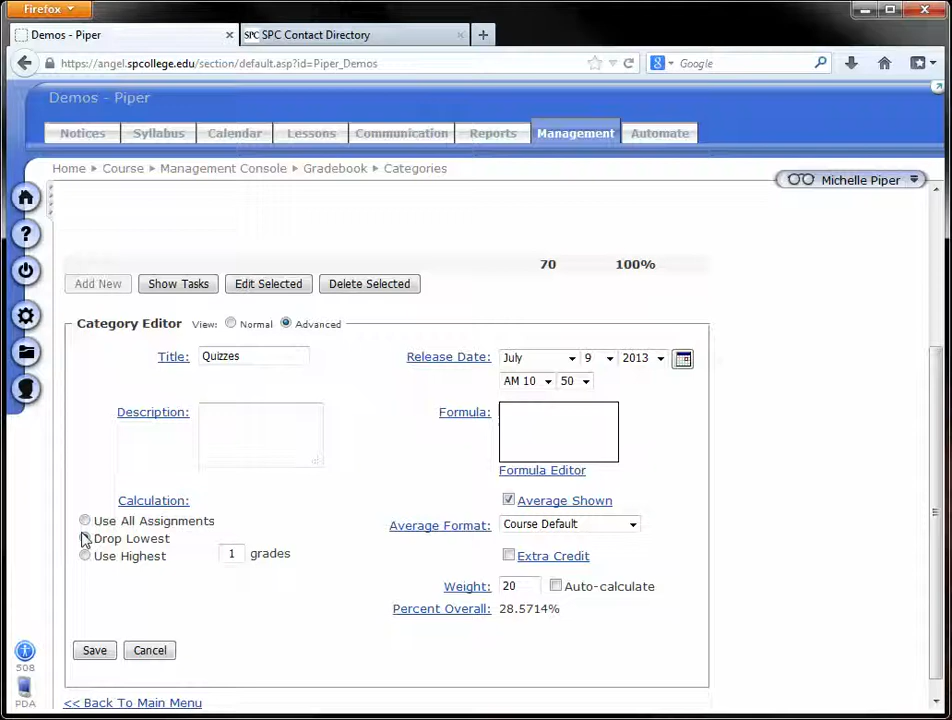 Firefox
Demos - Piper
SPC SPC Contact Directory
https://angel.spcollege.edu/section/default.asp?id=Piper_Demos
Google
Demos - Piper
Notices Syllabus Calendar Lessons Communication Reports Management Automate
Home Course Management Console Gradebook Categories
Michelle Piper
70 100%
Add New Show Tasks Edit Selected Delete Selected
Category Editor View: Normal Advanced
Title: Quizzes
Release Date: July 9 2013
AM 10 50
Description:
Formula:
Formula Editor
Calculation:
Average Shown
Use All Assignments
Average Format: Course Default
Drop Lowest
Use Highest 1 grades
Extra Credit
Weight: 20 Auto-calculate
Percent Overall: 28.5714%
Save Cancel
508
PDA
<< Back To Main Menu